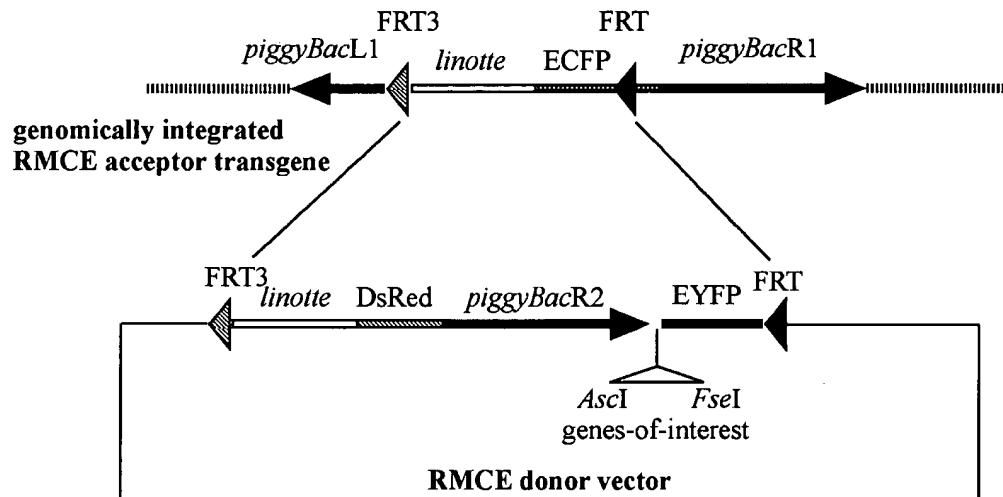 FRT3 FRT
piggyBacL1 linotte ECFP piggyBacR1
genomically integrated
RMCE acceptor transgene
FRT3 FRT
linotte DsRed piggyBacR2 EYFP
AscI FseI
genes-of-interest
RMCE donor vector